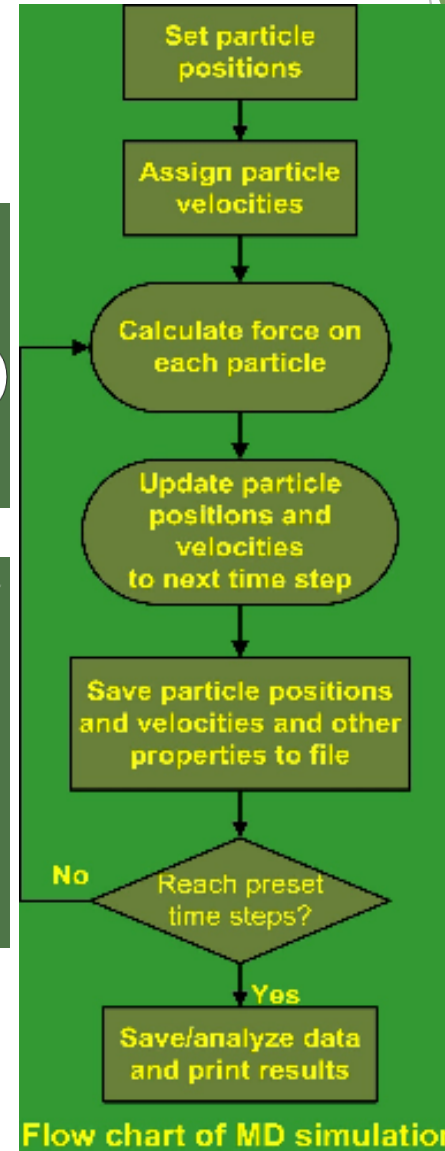 Set particle
positions
Assign particle
velocities
Calculate force on
each particle
Update particle
positions and
velocities
to next time step
Save particle positions
and velocities and other
properties to file
No
Reach preset
time steps?
Yes
Save/analyze data
and print results
Flow chart of MD simulation